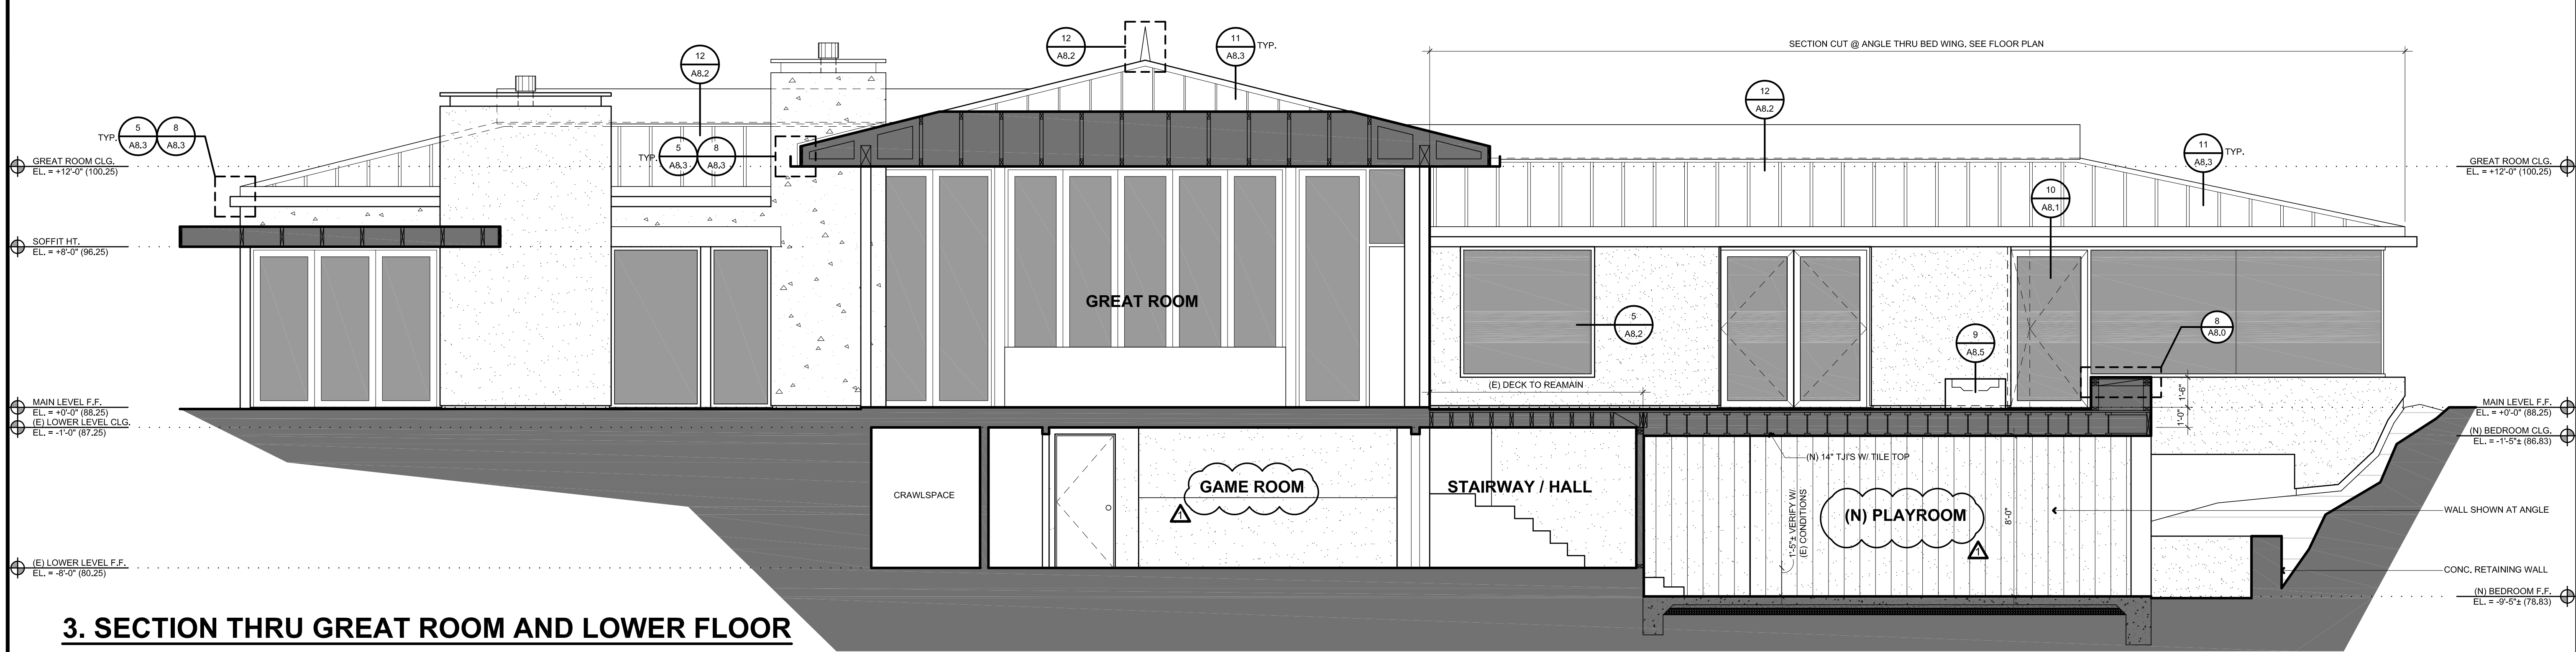 12
A8.2
11
A8.3
TYP.
SECTION CUT @ ANGLE THRU BED WING, SEE FLOOR PLAN
12
A8.2
12
A8.2
TYP.
5
A8.3
8
A8.3
TYP.
5
A8.3
8
A8.3
11
A8.3
TYP.
GREAT ROOM CLG.
EL. = +12'-0" (100.25)
GREAT ROOM CLG.
EL. = +12'-0" (100.25)
10
A8.1
SOFFIT HT.
EL. = +8'-0" (96.25)
GREAT ROOM
5
A8.2
9
A8.5
8
A8.0
(E) DECK TO REAMAIN
1'-6"
1'-0"
MAIN LEVEL F.F.
EL. = +0'-0" (88.25)
(E) LOWER LEVEL CLG.
EL. = -1'-0" (87.25)
MAIN LEVEL F.F.
EL. = +0'-0" (88.25)
(N) BEDROOM CLG.
EL. = -1'-5"± (86.83)
(N) 14" TJI'S W/ TILE TOP
CRAWLSPACE
GAME ROOM
1
STAIRWAY / HALL
1'-5"± VERIFY W/
(E) CONDITIONS
(N) PLAYROOM
1
8'-0"
WALL SHOWN AT ANGLE
(E) LOWER LEVEL F.F.
EL. = -8'-0" (80.25)
CONC. RETAINING WALL
(N) BEDROOM F.F.
EL. = -9'-5"± (78.83)
3. SECTION THRU GREAT ROOM AND LOWER FLOOR